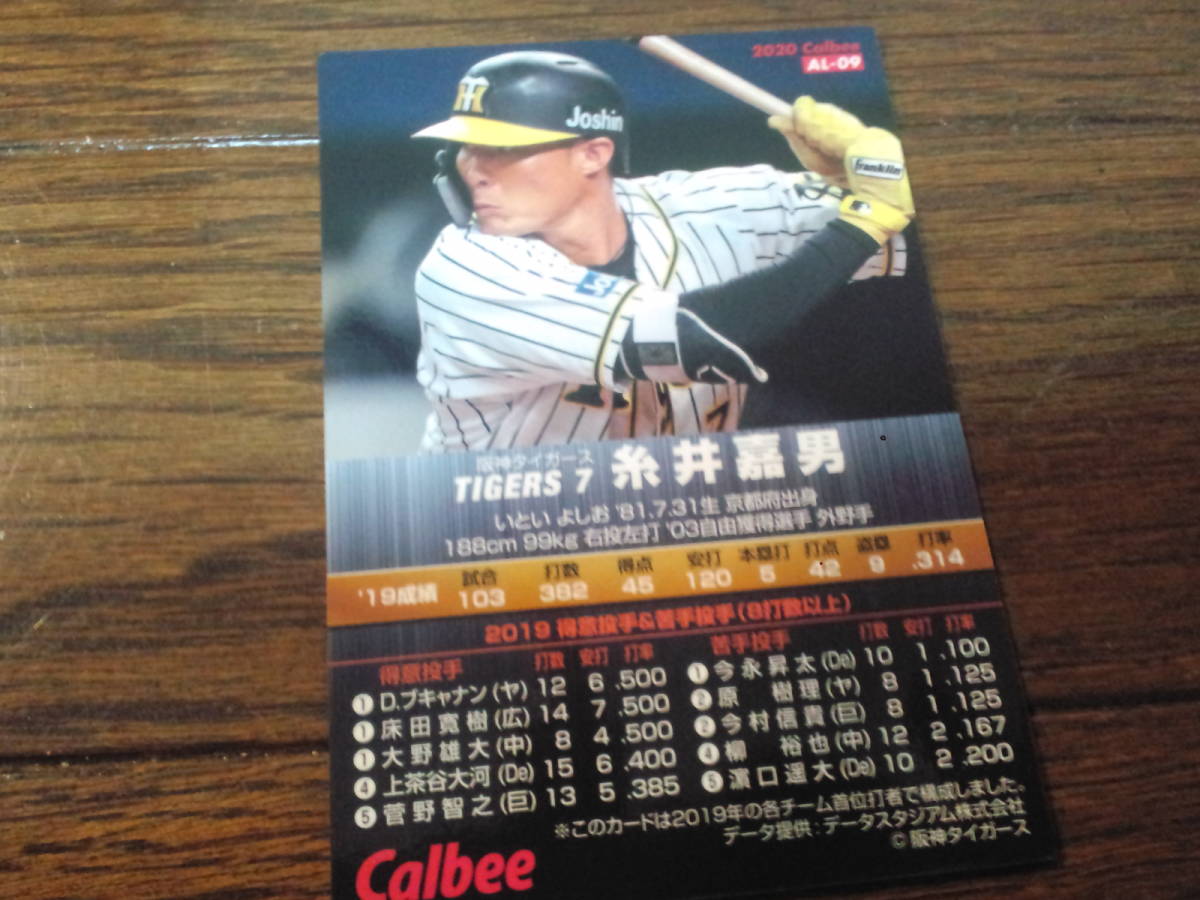 2020 Calbee
AL-09
Joshin
franklin
Jo
阪神タイガース
TIGERS 7 糸井嘉男
いとい よしお '81.7.31生 京都府出身
188cm 99kg 右投左打 '03自由獲得選手 外野手
'19成績 試合 打数 得点 安打 本塁打 打点 盗塁 打率
103 382 45 120 5 42 9 .314
2019 得意投手&苦手投手(8打数以上)
得意投手 打数 安打 打率
1 D.ブキャナン(ヤ) 12 6 .500
1 床田寛樹(広) 14 7 .500
1 大野雄大(中) 8 4 .500
4 上茶谷大河(De) 15 6 .400
5 菅野智之(巨) 13 5 .385
苦手投手 打数 安打 打率
1 今永昇太(De) 10 1 .100
2 原 樹理(ヤ) 8 1 .125
2 今村信貴(巨) 8 1 .125
4 柳 裕也(中) 12 2 .167
5 濵口遥大(De) 10 2 .200
※このカードは2019年の各チーム首位打者で構成しました。
データ提供:データスタジアム株式会社
©阪神タイガース
Calbee